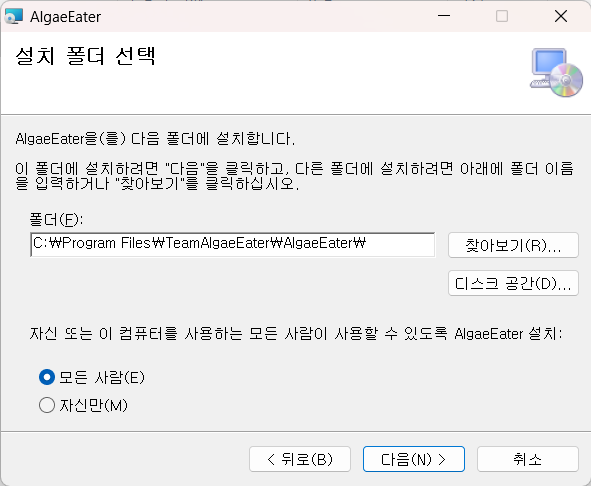 AlgaeEater
설치 폴더 선택
AlgaeEater을(를) 다음 폴더에 설치합니다.
이 폴더에 설치하려면 "다음"을 클릭하고, 다른 폴더에 설치하려면 아래에 폴더 이름
을 입력하거나 "찾아보기"를 클릭하십시오.
폴더(F):
C:₩Program Files₩TeamAlgaeEater₩AlgaeEater₩
찾아보기(R)...
디스크 공간(D)...
자신 또는 이 컴퓨터를 사용하는 모든 사람이 사용할 수 있도록 AlgaeEater 설치:
모든 사람(E)
자신만(M)
< 뒤로(B)
다음(N) >
취소